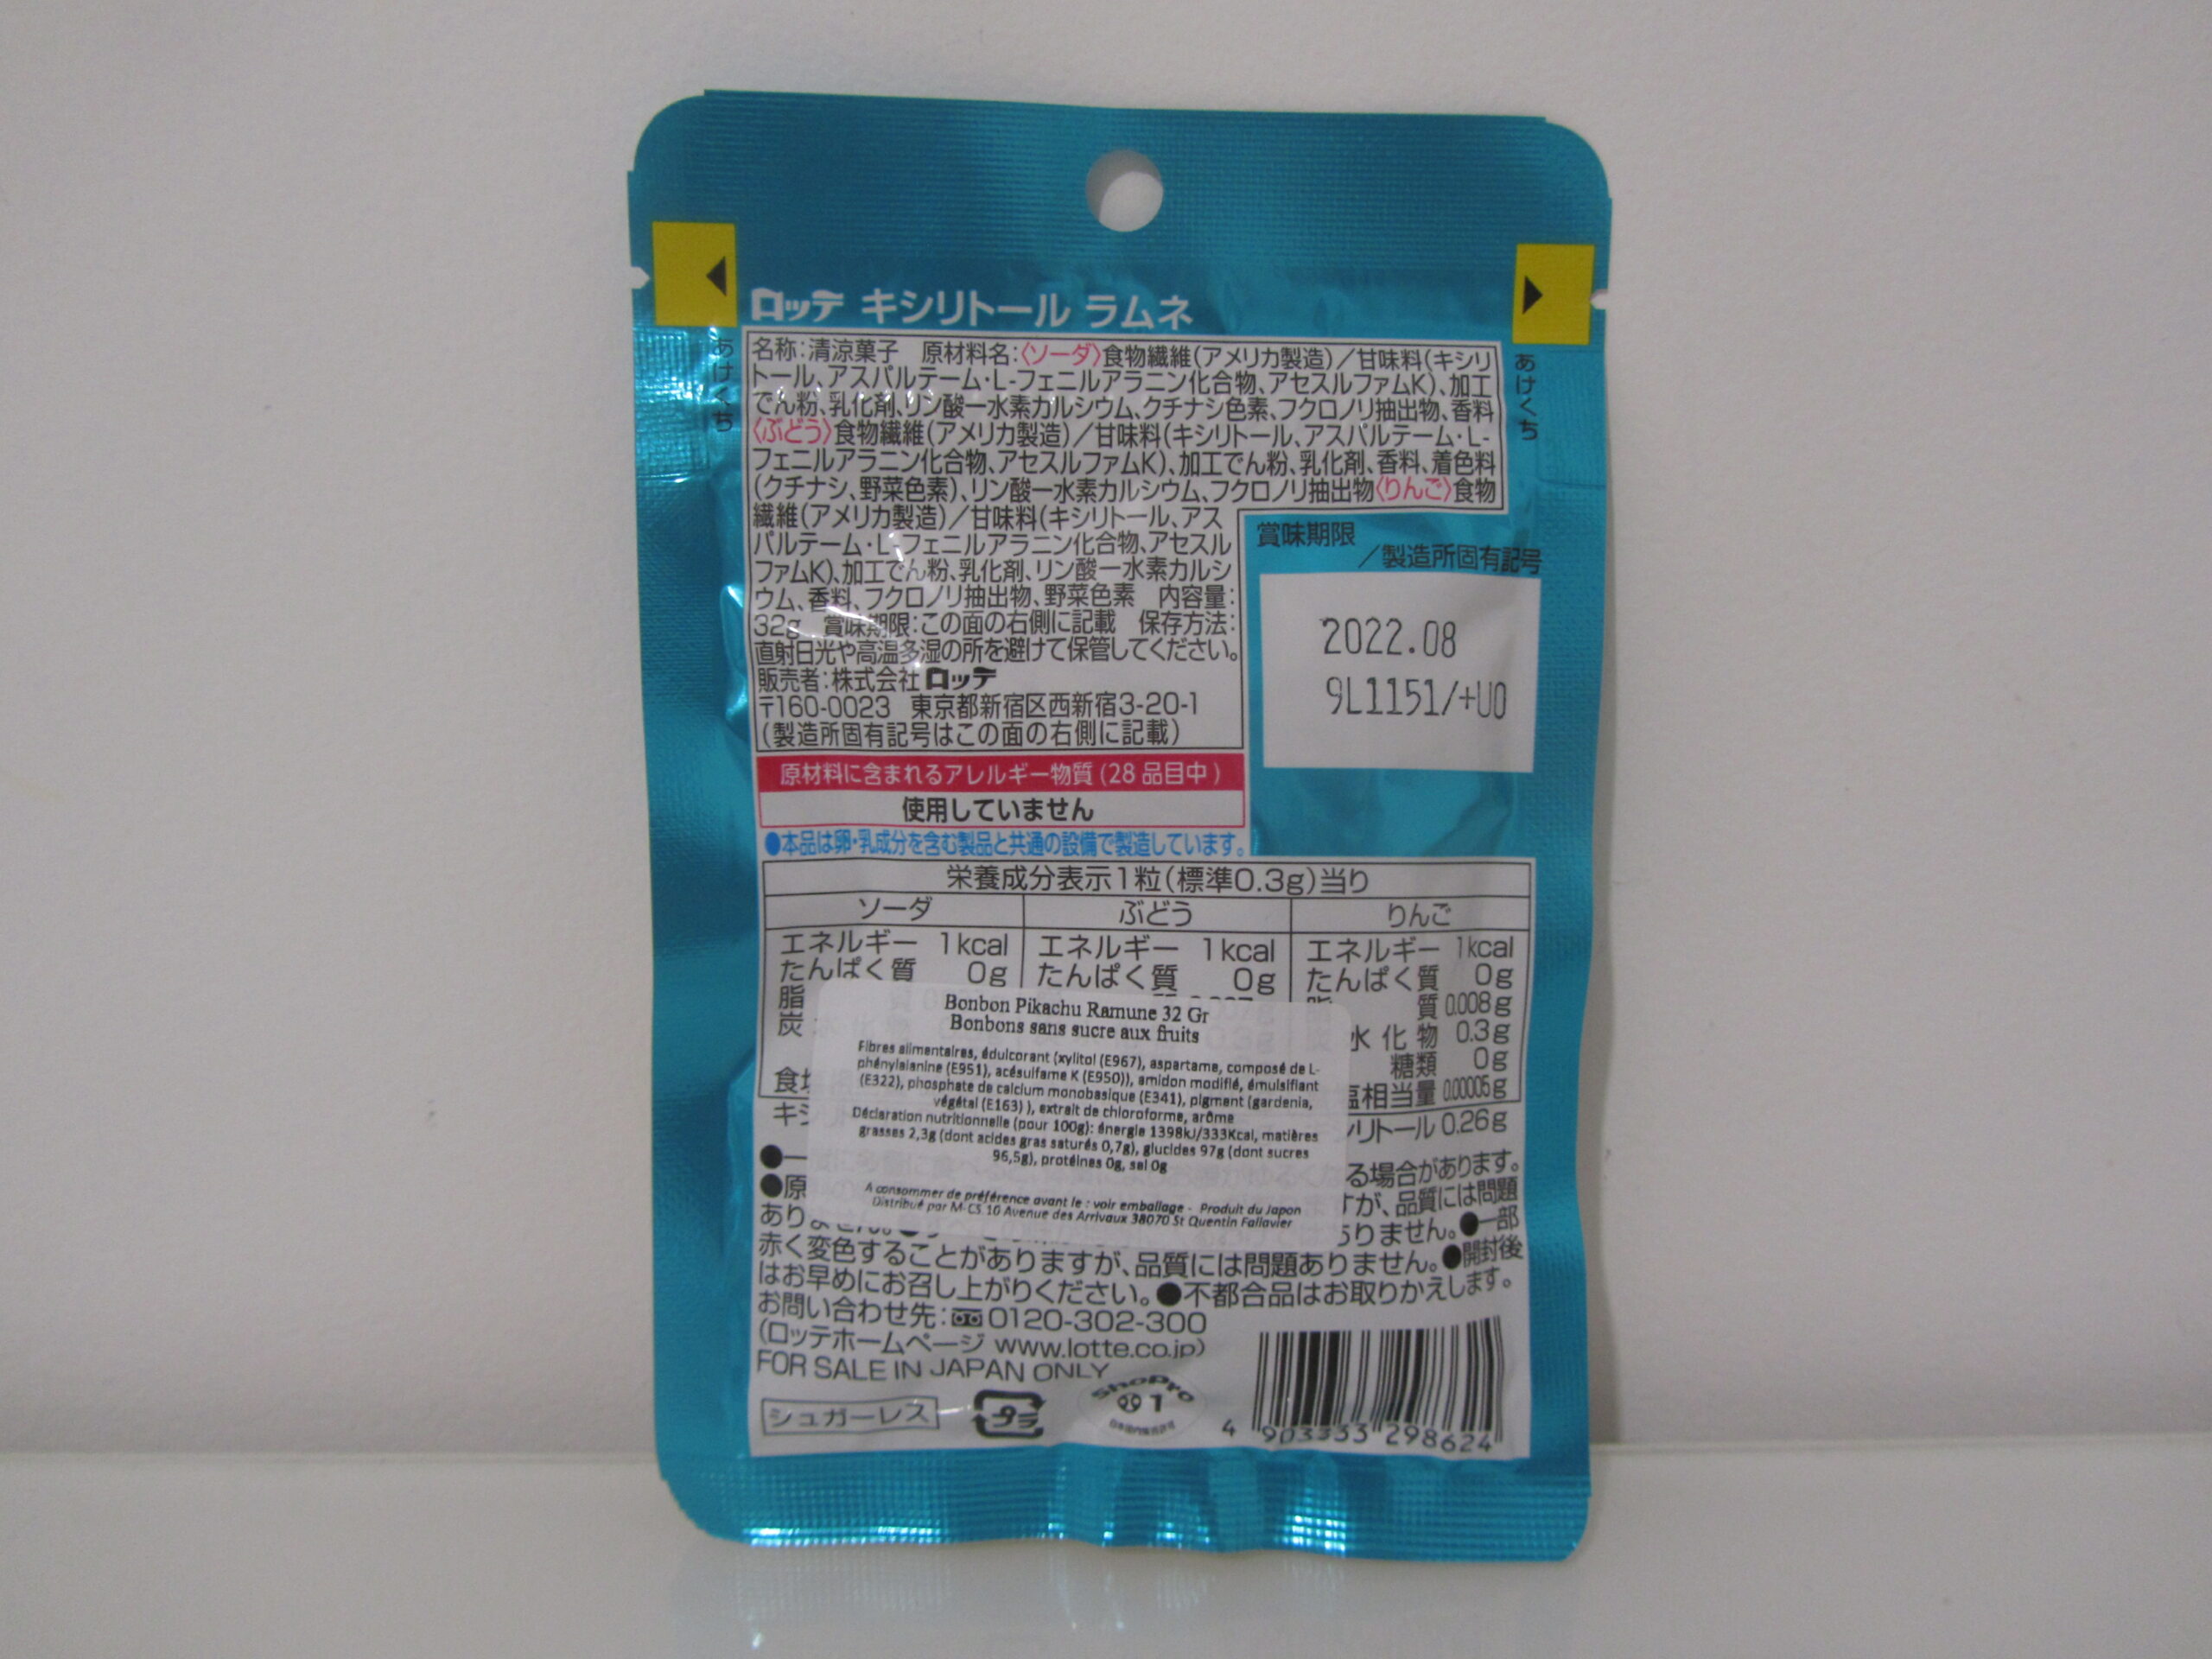 ロッテ キシリトール ラムネ
あけくち
あけくち
名称：清涼菓子　原材料名：〈ソーダ〉食物繊維（アメリカ製造）／甘味料（キシリ
トール、アスパルテーム・L-フェニルアラニン化合物、アセスルファムK）、加工
でん粉、乳化剤、リン酸一水素カルシウム、クチナシ色素、フクロノリ抽出物、香料
〈ぶどう〉食物繊維（アメリカ製造）／甘味料（キシリトール、アスパルテーム・L-
フェニルアラニン化合物、アセスルファムK）、加工でん粉、乳化剤、香料、着色料
（クチナシ、野菜色素）、リン酸一水素カルシウム、フクロノリ抽出物〈りんご〉食物
繊維（アメリカ製造）／甘味料（キシリトール、アス
パルテーム・L-フェニルアラニン化合物、アセスル
ファムK）、加工でん粉、乳化剤、リン酸一水素カルシ
ウム、香料、フクロノリ抽出物、野菜色素　内容量：
32g　賞味期限：この面の右側に記載　保存方法：
直射日光や高温多湿の所を避けて保管してください。
販売者：株式会社ロッテ
〒160-0023　東京都新宿区西新宿3-20-1
（製造所固有記号はこの面の右側に記載）
賞味期限
／製造所固有記号
2022.08
9L1151/+U0
原材料に含まれるアレルギー物質（28品目中）
使用していません
●本品は卵・乳成分を含む製品と共通の設備で製造しています。
栄養成分表示1粒（標準0.3g）当り
ソーダ ぶどう りんご
エネルギー 1kcal エネルギー 1kcal エネルギー 1kcal
たんぱく質 0g たんぱく質 0g たんぱく質 0g
脂 質 0.008g
炭 水化物 0.3g
糖類 0g
食塩 塩相当量 0.00005g
キシ シリトール 0.26g
Bonbon Pikachu Ramune 32 Gr
Bonbons sans sucre aux fruits
Fibres alimentaires, édulcorant (xylitol (E967), aspartame, composé de L-
phénylalanine (E951), acésulfame K (E950)), amidon modifié, émulsifiant
(E322), phosphate de calcium monobasique (E341), pigment (gardenia,
végétal (E163) ), extrait de chloroforme, arôme
Déclaration nutritionnelle (pour 100g): énergie 1398kJ/333Kcal, matières
grasses 2,3g (dont acides gras saturés 0,7g), glucides 97g (dont sucres
96,5g), protéines 0g, sel 0g
A consommer de préférence avant le : voir emballage - Produit du Japon
Distribué par M-CS 10 Avenue des Arrivaux 38070 St Quentin Fallavier
●一 る場合があります。
●原 すが、品質には問題
ありません。 ありません。●一部
赤く変色することがありますが、品質には問題ありません。●開封後
はお早めにお召し上がりください。●不都合品はお取りかえします。
お問い合わせ先：0120-302-300
（ロッテホームページ www.lotte.co.jp）
FOR SALE IN JAPAN ONLY
シュガーレス
プラ
ShoPro
99 1
4 903333 298624